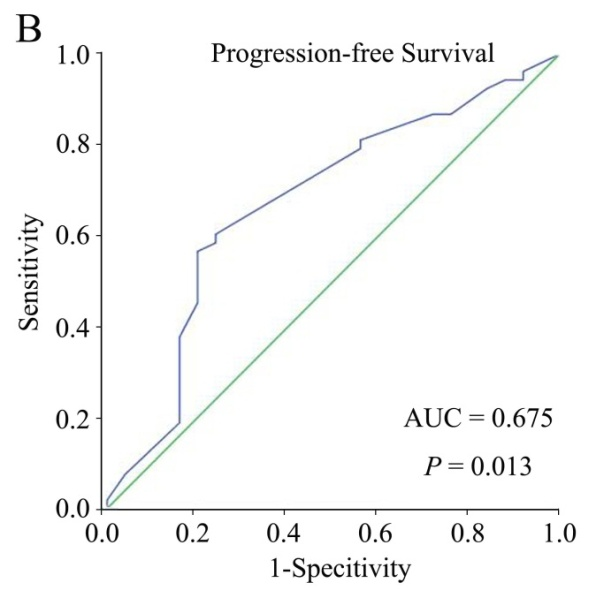 B
Progression-free Survival
1.0
0.8
0.6
0.4
0.2
0.0
Sensitivity
AUC = 0.675
P = 0.013
0.0 0.2 0.4 0.6 0.8 1.0
1-Specitivity